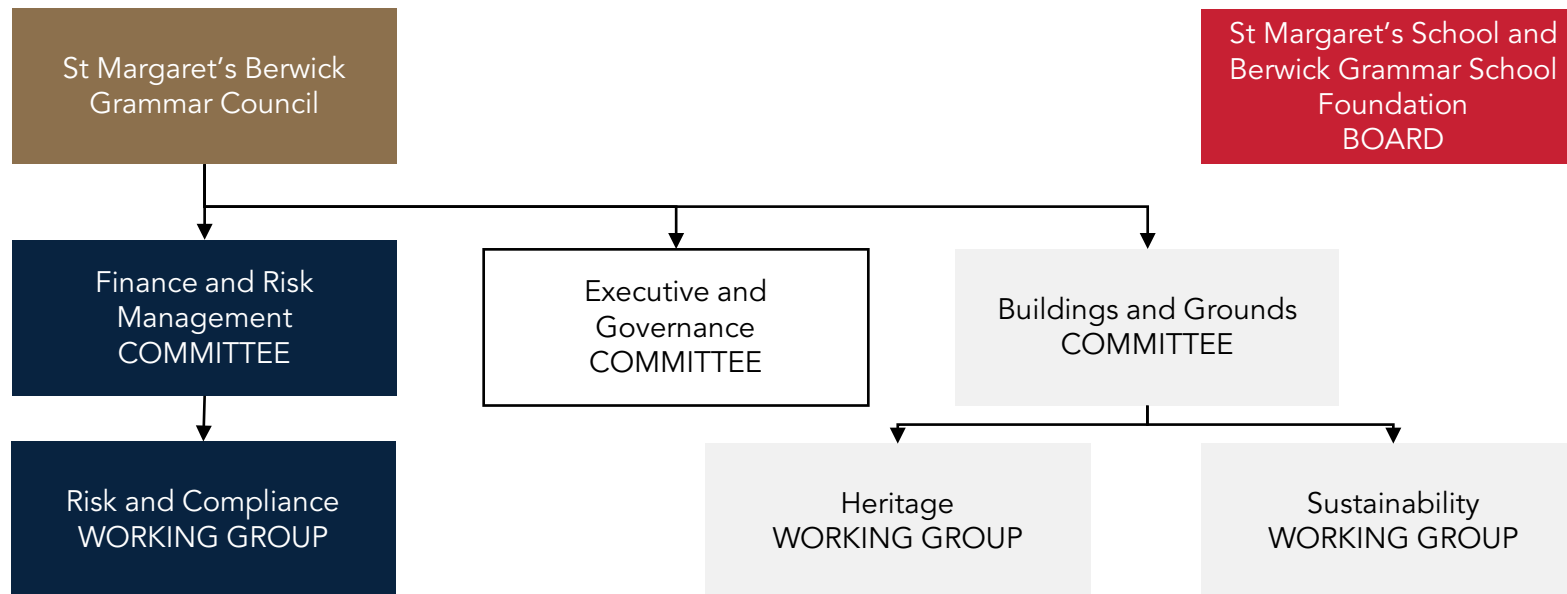 St Margaret’s Berwick
Grammar Council
St Margaret’s School and
Berwick Grammar School
Foundation
BOARD
Finance and Risk
Management
COMMITTEE
Executive and
Governance
COMMITTEE
Buildings and Grounds
COMMITTEE
Risk and Compliance
WORKING GROUP
Heritage
WORKING GROUP
Sustainability
WORKING GROUP